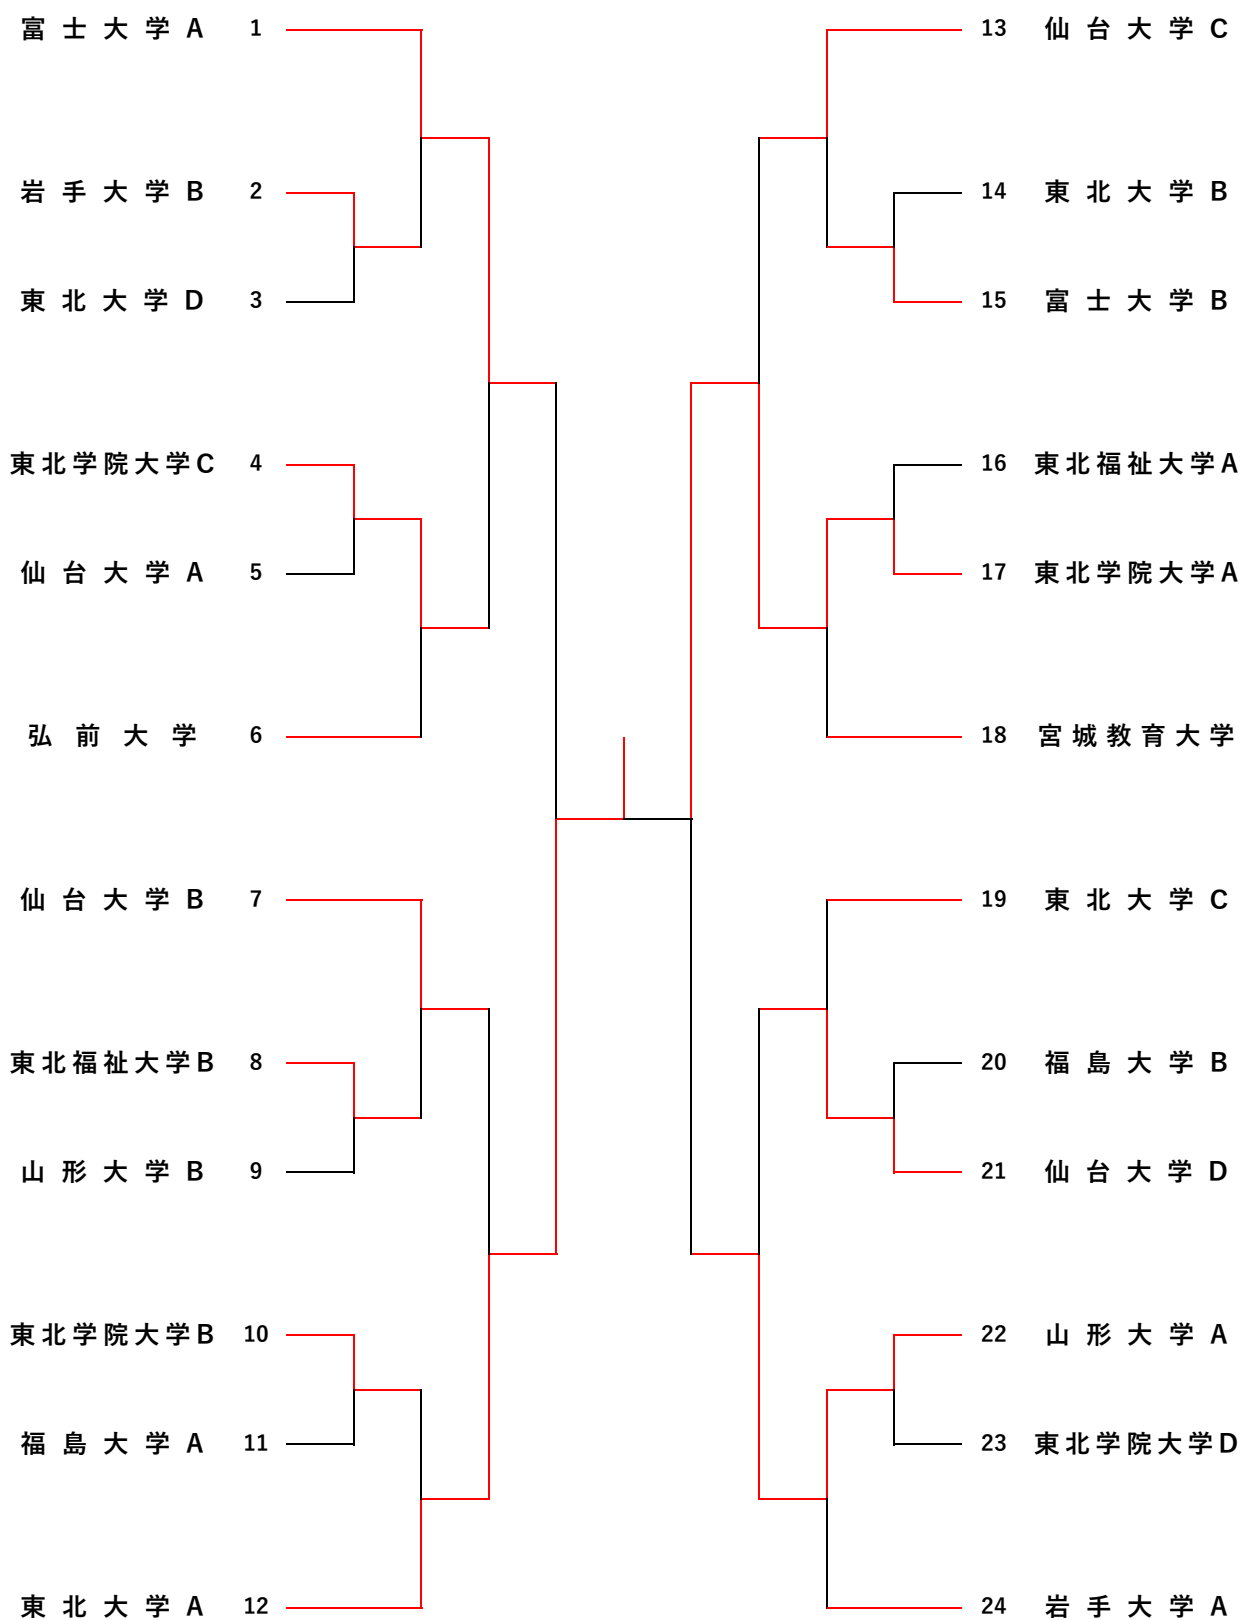 富士大学A 1
岩手大学B 2
東北大学D 3
東北学院大学C 4
仙台大学A 5
弘前大学 6
仙台大学B 7
東北福祉大学B 8
山形大学B 9
東北学院大学B 10
福島大学A 11
東北大学A 12
13 仙台大学C
14 東北大学B
15 富士大学B
16 東北福祉大学A
17 東北学院大学A
18 宮城教育大学
19 東北大学C
20 福島大学B
21 仙台大学D
22 山形大学A
23 東北学院大学D
24 岩手大学A